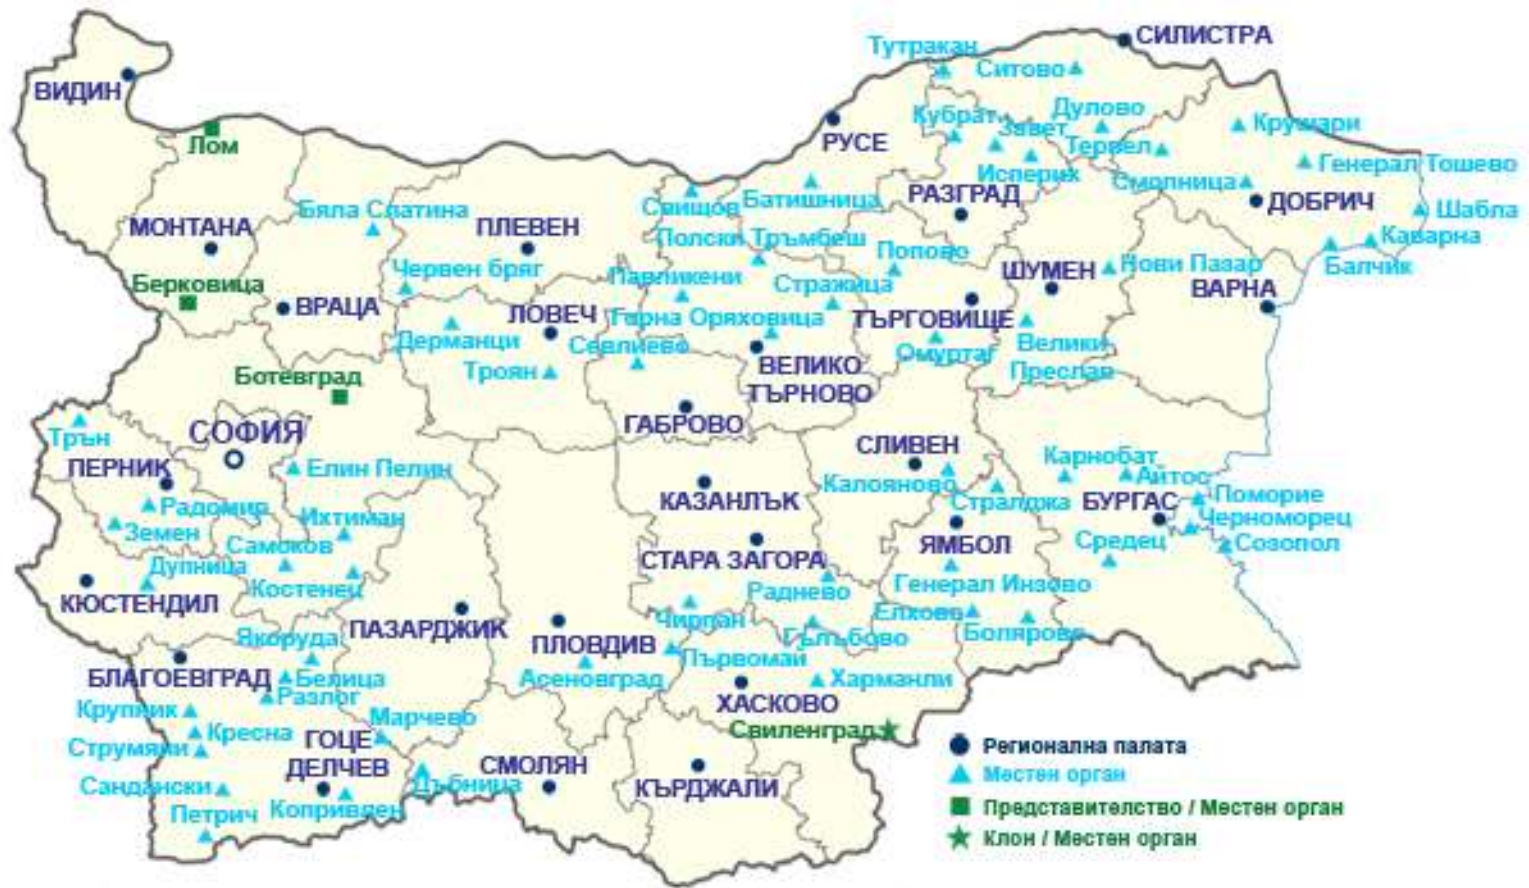 СИЛИСТРА
Тутракан
Ситово
ВИДИН
Дулово
Кубрат
Завет
Крушари
РУСЕ
Лом
Тервел
Генерал Тошево
Исперих
Смолница
РАЗГРАД
Батишница
Свищов
ДОБРИЧ
Шабла
Бяла Слатина
МОНТАНА
ПЛЕВЕН
Полски Тръмбеш
Каварна
Попово
Балчик
Червен бряг
Павликени
ШУМЕН
Нови Пазар
Берковица
Стражица
ВАРНА
ВРАЦА
ЛОВЕЧ
Горна Оряховица
ТЪРГОВИЩЕ
Дерманци
Севлиево
Омуртаг
Велики
Преслав
Троян
ВЕЛИКО
ТЪРНОВО
Ботевград
ГАБРОВО
СОФИЯ
Трън
СЛИВЕН
Карнобат
ПЕРНИК
Елин Пелин
Айтос
Калояново
КАЗАНЛЪК
Стралджа
БУРГАС
Поморие
Радомир
Ихтиман
Черноморец
Земен
Самоков
ЯМБОЛ
Средец
Созопол
СТАРА ЗАГОРА
Дупница
Костенец
Раднево
Генерал Инзово
КЮСТЕНДИЛ
Елхово
Чирпан
ПАЗАРДЖИК
Гълъбово
Болярово
Якоруда
ПЛОВДИВ
Първомай
БЛАГОЕВГРАД
Белица
Асеновград
Харманли
Разлог
ХАСКОВО
Крупник
Марчево
Кресна
Свиленград
ГОЦЕ
ДЕЛЧЕВ
Струмяни
СМОЛЯН
Дъбница
КЪРДЖАЛИ
Сандански
Копривлен
Петрич
Регионална палата
Местен орган
Представителство / Местен орган
Клон / Местен орган